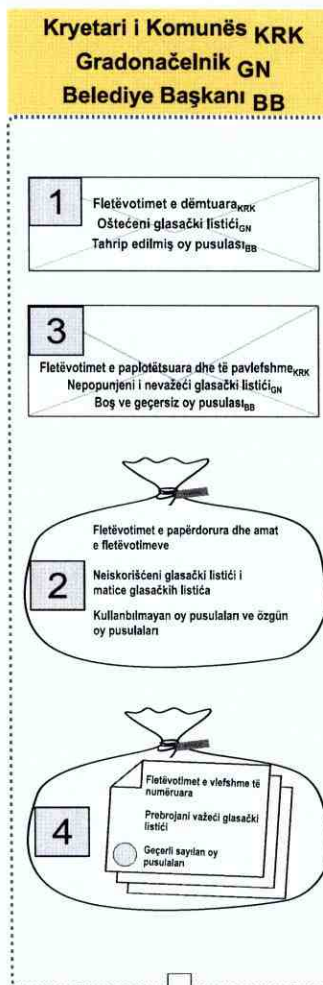 Kryetari i Komunës KRK
Gradonačelnik GN
Belediye Başkanı BB
1
Fletëvotimet e dëmtuara KRK
Oštećeni glasački listići GN
Tahrip edilmiş oy pusulası BB
3
Fletëvotimet e paplotëtsuara dhe të pavlefshme KRK
Nepopunjeni i nevažeći glasački listići GN
Boş ve geçersiz oy pusulası BB
Fletëvotimet e papërdorura dhe amat
e fletëvotimeve
2
Neiskorišćeni glasački listići i
matice glasačkih listića
Kullanbılmayan oy pusulaları ve özgün
oy pusulaları
Fletëvotimet e vlefshme të
numëruara
4
Prebrojani važeći glasački
listići
Geçerli sayılan oy
pusulaları